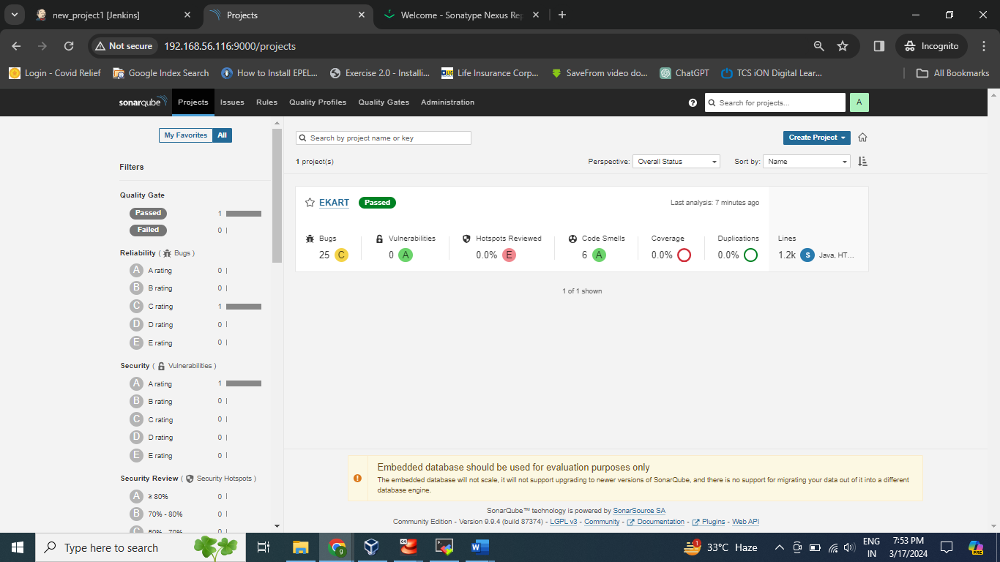 new_project1 [Jenkins]
Projects
Welcome - Sonatype Nexus Rep
Not secure
192.168.56.116:9000/projects
Incognito
Login - Covid Relief
Google Index Search
How to Install EPEL...
Exercise 2.0 - Installi...
Life Insurance Corp...
SaveFrom video do...
ChatGPT
TCS iON Digital Lear...
All Bookmarks
sonarqube
Projects
Issues
Rules
Quality Profiles
Quality Gates
Administration
?
Search for projects...
A
My Favorites
All
Search by project name or key
Create Project
1 project(s)
Perspective:
Overall Status
Sort by:
Name
Filters
Quality Gate
Passed 1
Failed 0
Reliability ( Bugs )
A A rating 0
B B rating 0
C C rating 1
D D rating 0
E E rating 0
Security ( Vulnerabilities )
A A rating 1
B B rating 0
C C rating 0
D D rating 0
E E rating 0
Security Review ( Security Hotspots )
A ≥ 80% 0
B 70% - 80% 0
C 50% - 70% 0
EKART
Passed
Last analysis: 7 minutes ago
Bugs
25 C
Vulnerabilities
0 A
Hotspots Reviewed
0.0% E
Code Smells
6 A
Coverage
0.0%
Duplications
0.0%
Lines
1.2k S Java, HT...
1 of 1 shown
Embedded database should be used for evaluation purposes only
The embedded database will not scale, it will not support upgrading to newer versions of SonarQube, and there is no support for migrating your data out of it into a different
database engine.
SonarQube™ technology is powered by SonarSource SA
Community Edition - Version 9.9.4 (build 87374) - LGPL v3 - Community - Documentation - Plugins - Web API
Type here to search
1
33°C Haze
ENG
IN
7:53 PM
3/17/2024
PRE